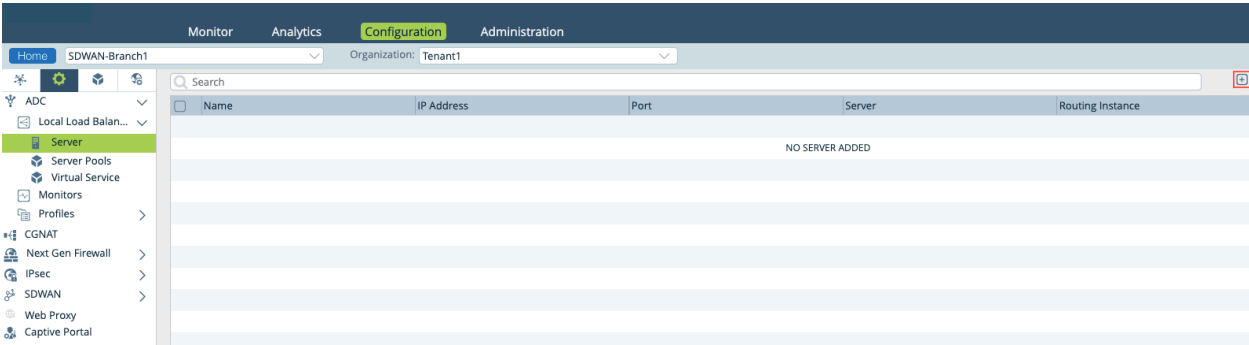 Monitor Analytics Configuration Administration
Home SDWAN-Branch1 Organization: Tenant1
Search
Name IP Address Port Server Routing Instance
NO SERVER ADDED
ADC
Local Load Balan...
Server
Server Pools
Virtual Service
Monitors
Profiles
CGNAT
Next Gen Firewall
IPsec
SDWAN
Web Proxy
Captive Portal